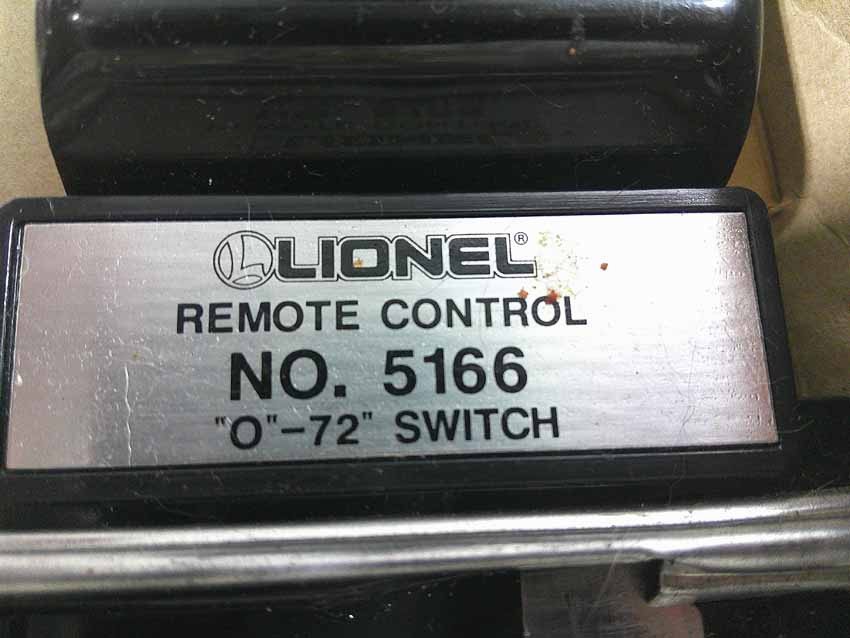 LIONEL®
REMOTE CONTROL
NO. 5166
"O"-72" SWITCH